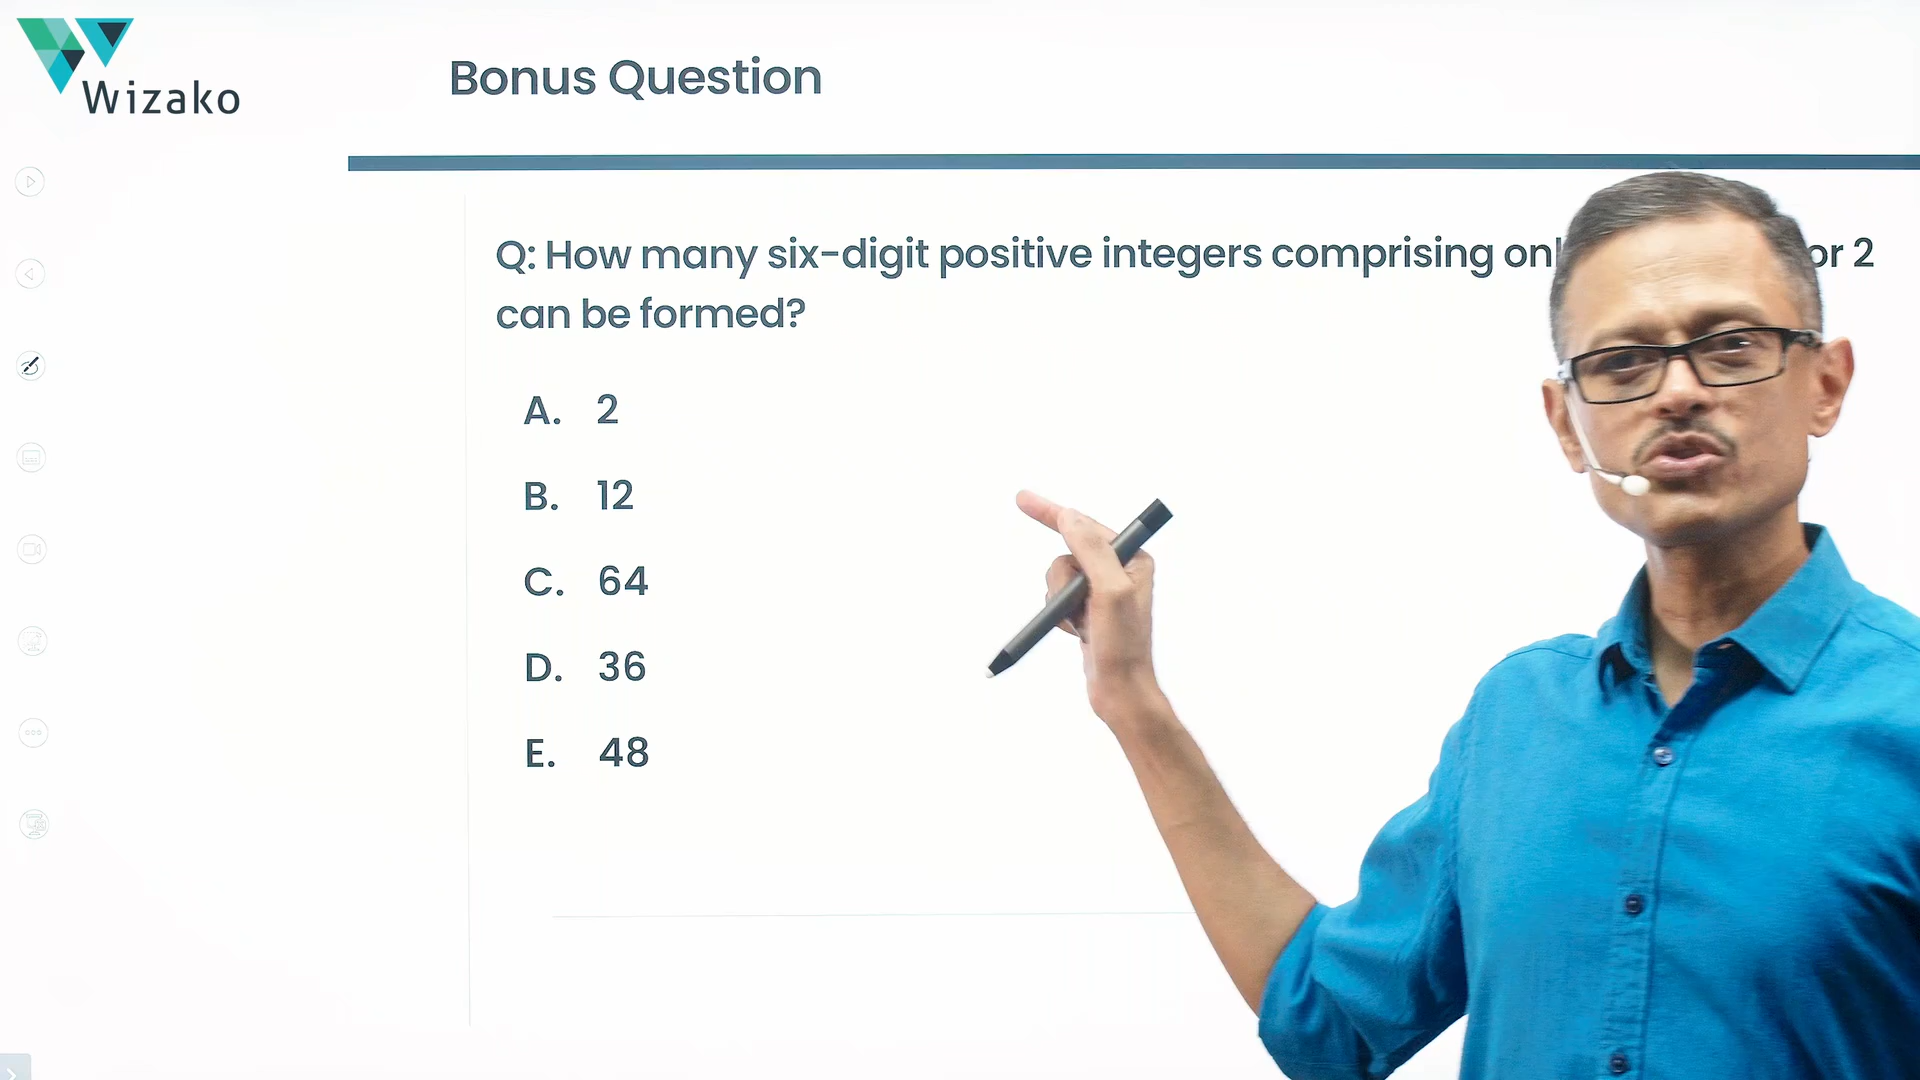 Wizako
Bonus Question
Q: How many six-digit positive integers comprising or 2
can be formed?
A. 2
B. 12
C. 64
D. 36
E. 48